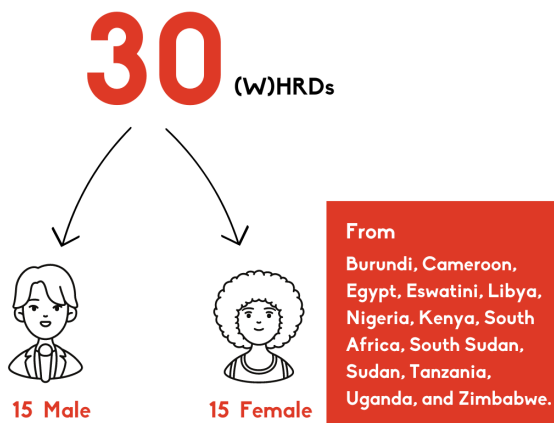 30 (W)HRDs
15 Male
15 Female
From
Burundi, Cameroon,
Egypt, Eswatini, Libya,
Nigeria, Kenya, South
Africa, South Sudan,
Sudan, Tanzania,
Uganda, and Zimbabwe.